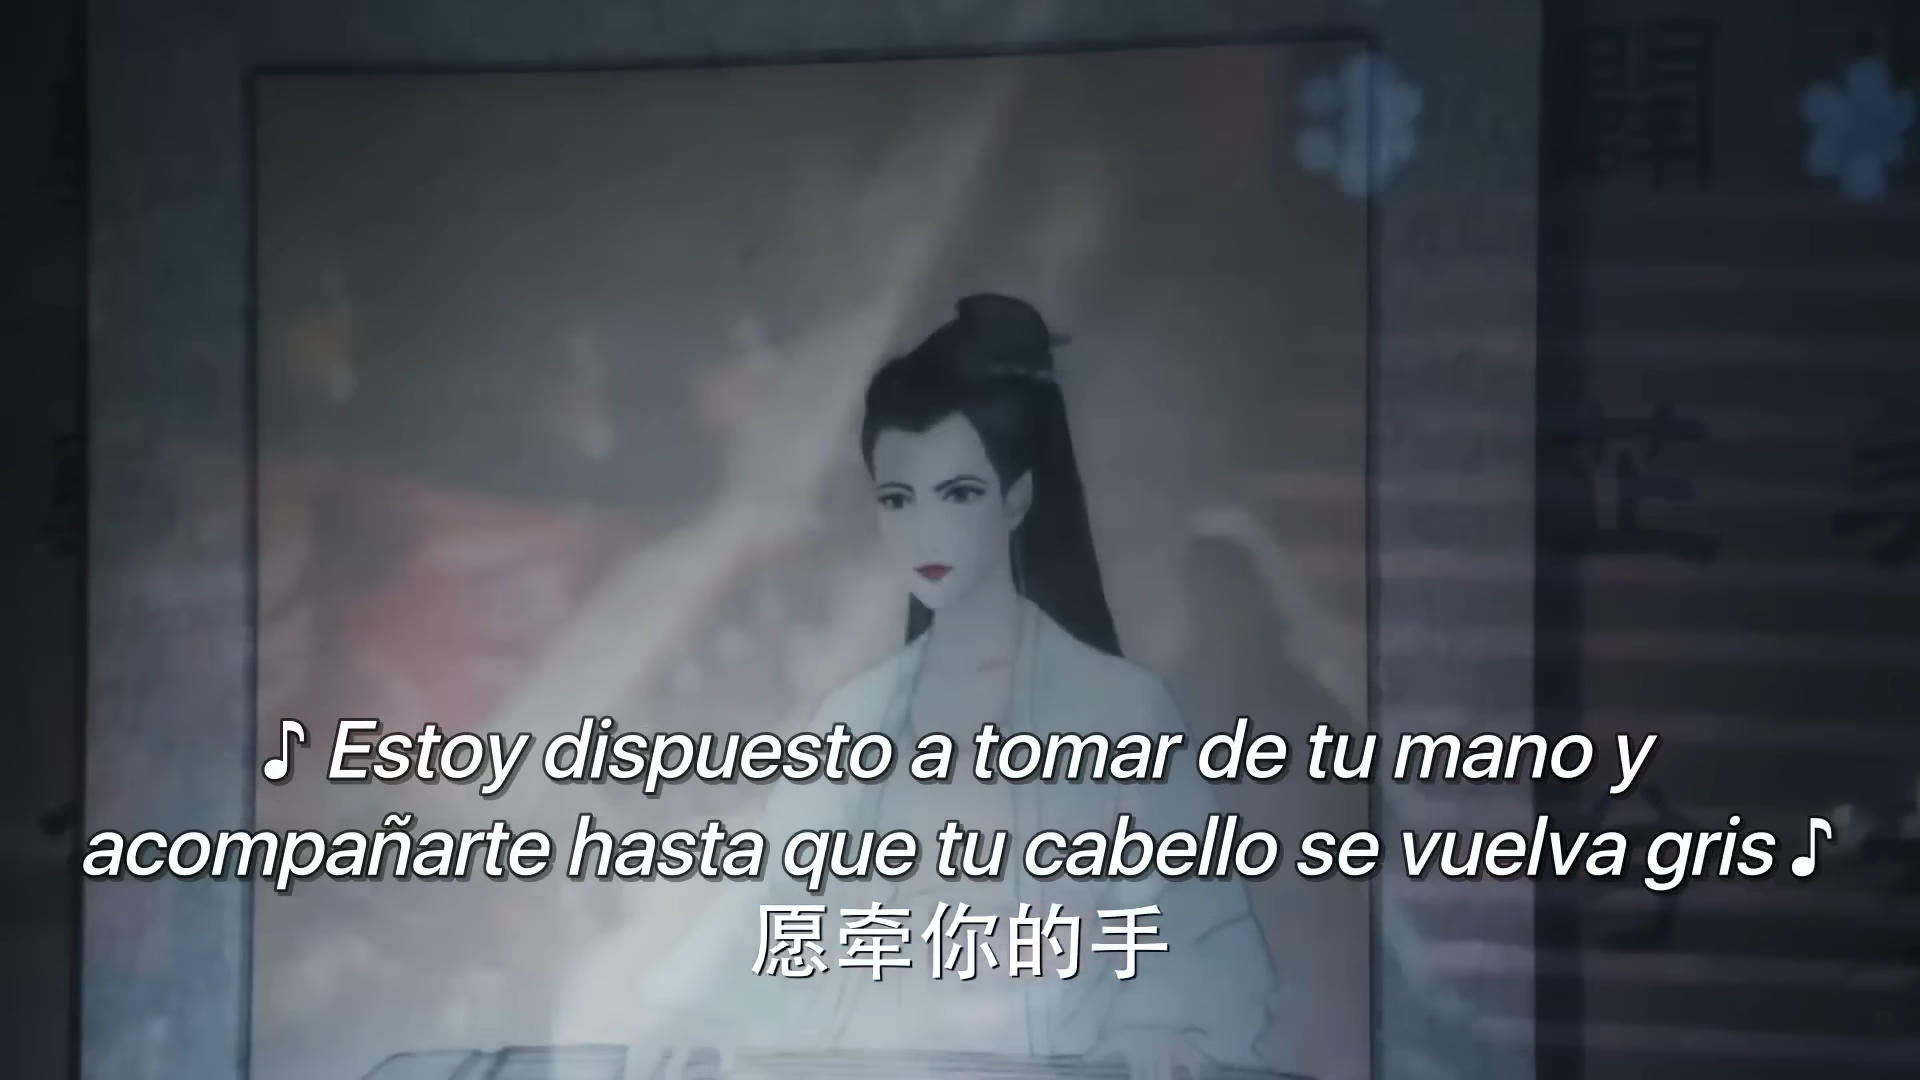 ♪ Estoy dispuesto a tomar de tu mano y
acompañarte hasta que tu cabello se vuelva gris ♪
愿牵你的手